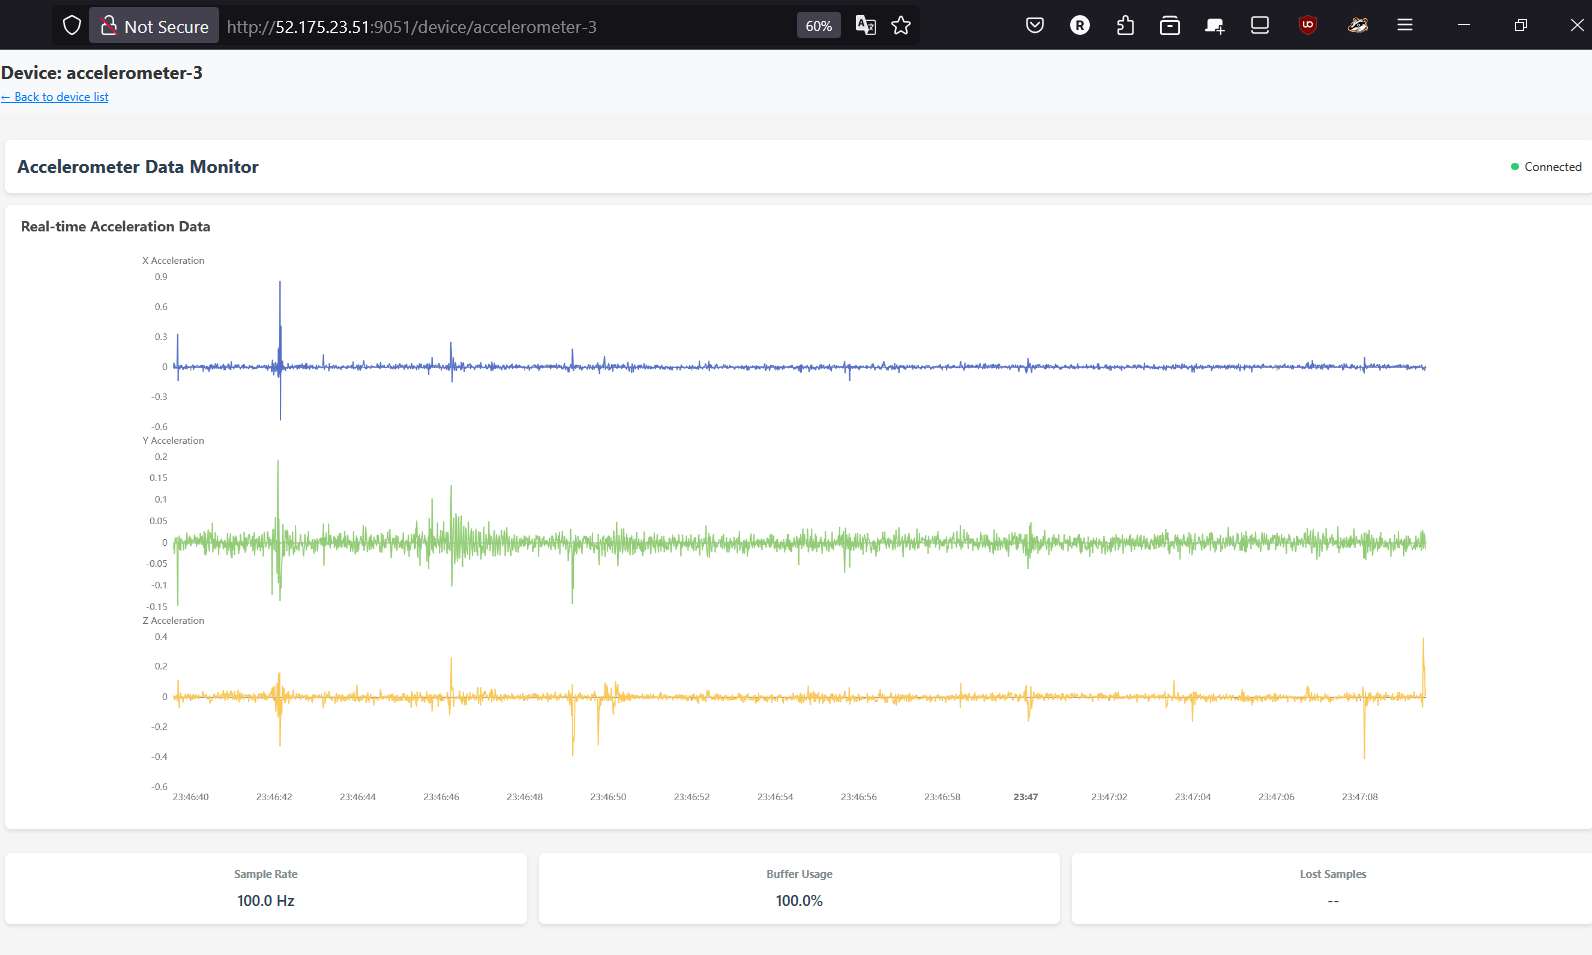 Not Secure http://52.175.23.51:9051/device/accelerometer-3 60%
Device: accelerometer-3
← Back to device list
Accelerometer Data Monitor
Connected
Real-time Acceleration Data
X Acceleration
0.9
0.6
0.3
0
-0.3
-0.6
Y Acceleration
0.2
0.15
0.1
0.05
0
-0.05
-0.1
-0.15
Z Acceleration
0.4
0.2
0
-0.2
-0.4
-0.6
23:46:40 23:46:42 23:46:44 23:46:46 23:46:48 23:46:50 23:46:52 23:46:54 23:46:56 23:46:58 23:47 23:47:02 23:47:04 23:47:06 23:47:08
Sample Rate
100.0 Hz
Buffer Usage
100.0%
Lost Samples
--